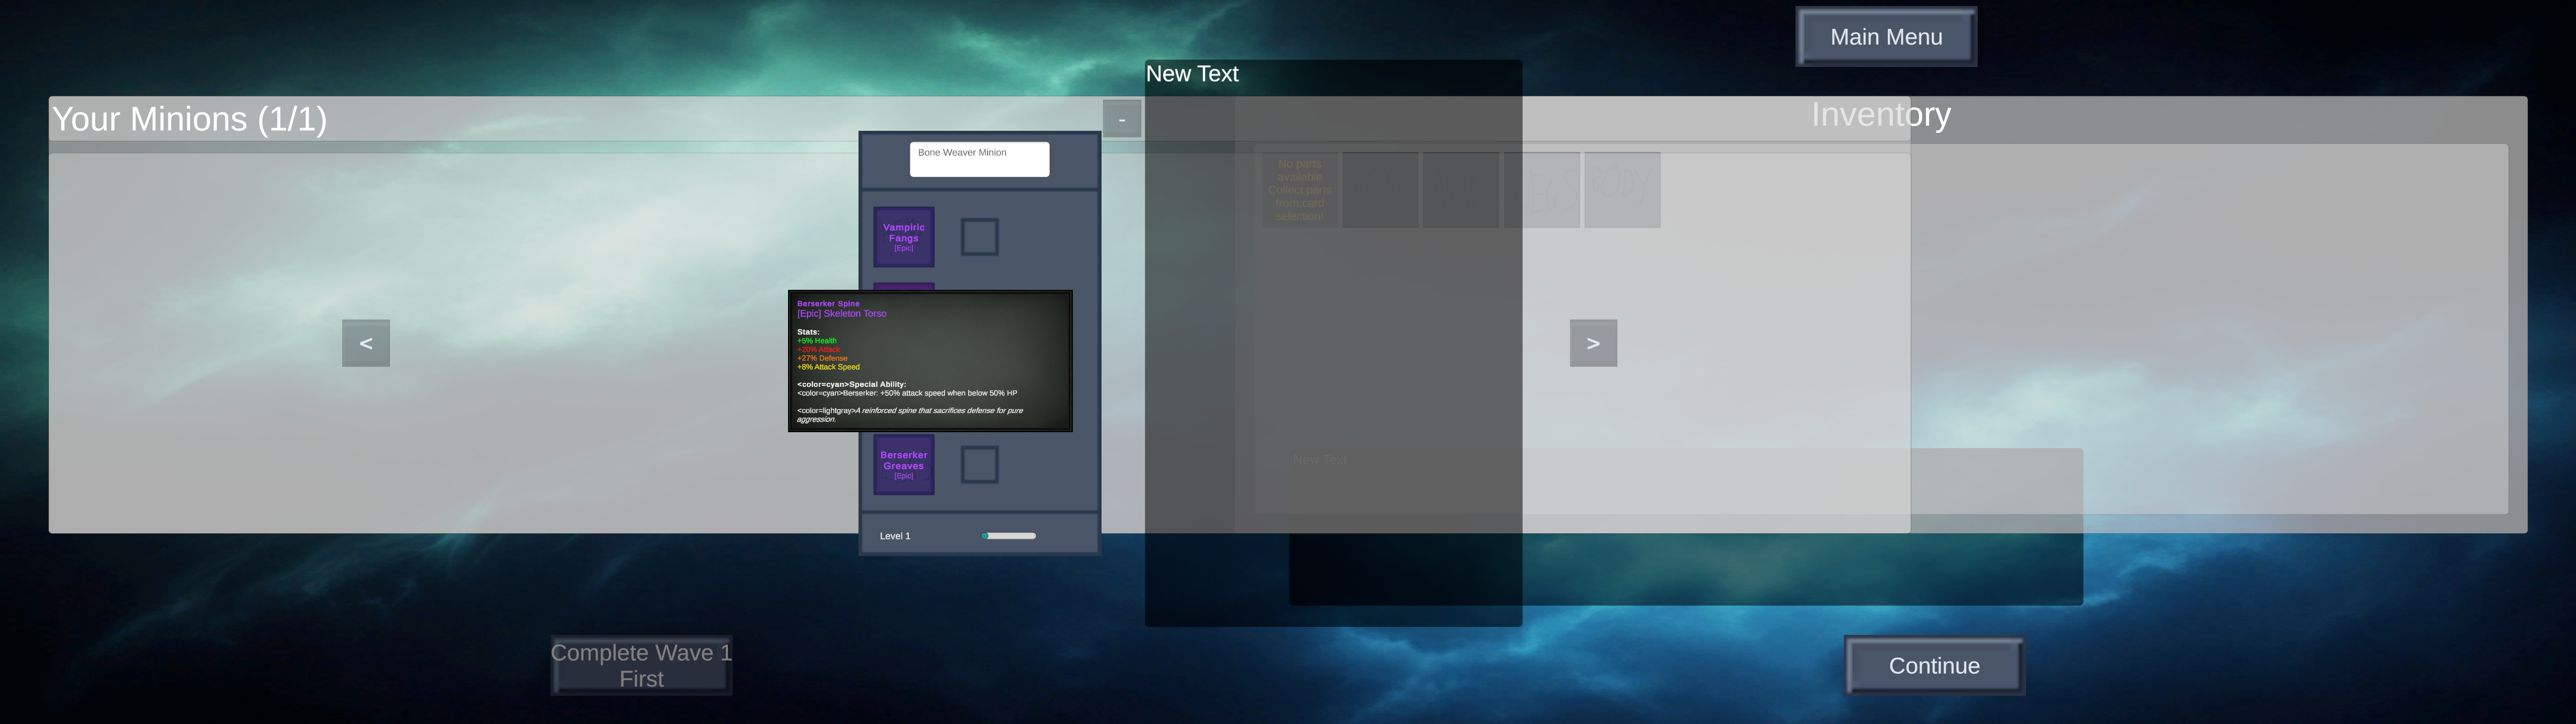 Main Menu
New Text
Your Minions (1/1)
-
Inventory
Bone Weaver Minion
No parts
available
Collect parts
from card
selection!
EGS
BODY
Vampiric
Fangs
[Epic]
Berserker Spine
[Epic] Skeleton Torso
Stats:
+5% Health
+20% Attack
+27% Defense
+8% Attack Speed
<color=cyan>Special Ability:
<color=cyan>Berserker: +50% attack speed when below 50% HP
<color=lightgray>A reinforced spine that sacrifices defense for pure
aggression.
<
>
Berserker
Greaves
[Epic]
New Text
Level 1
Complete Wave 1
First
Continue